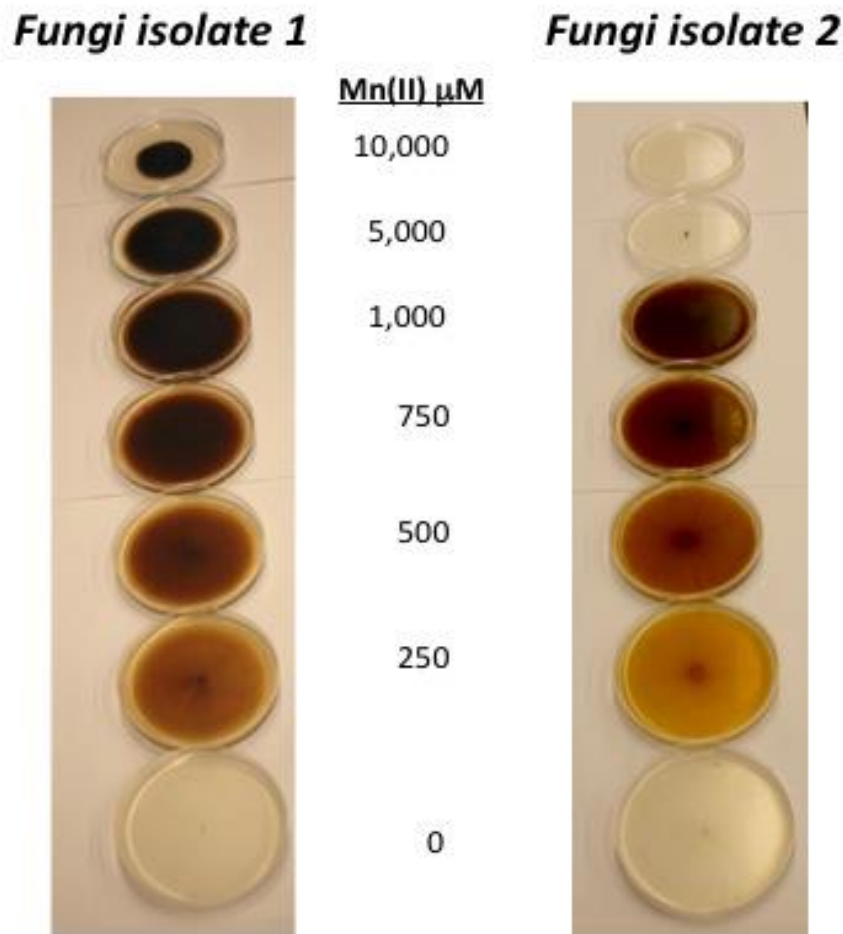 Fungi isolate 1
Fungi isolate 2
Mn(II) μM
10,000
5,000
1,000
750
500
250
0